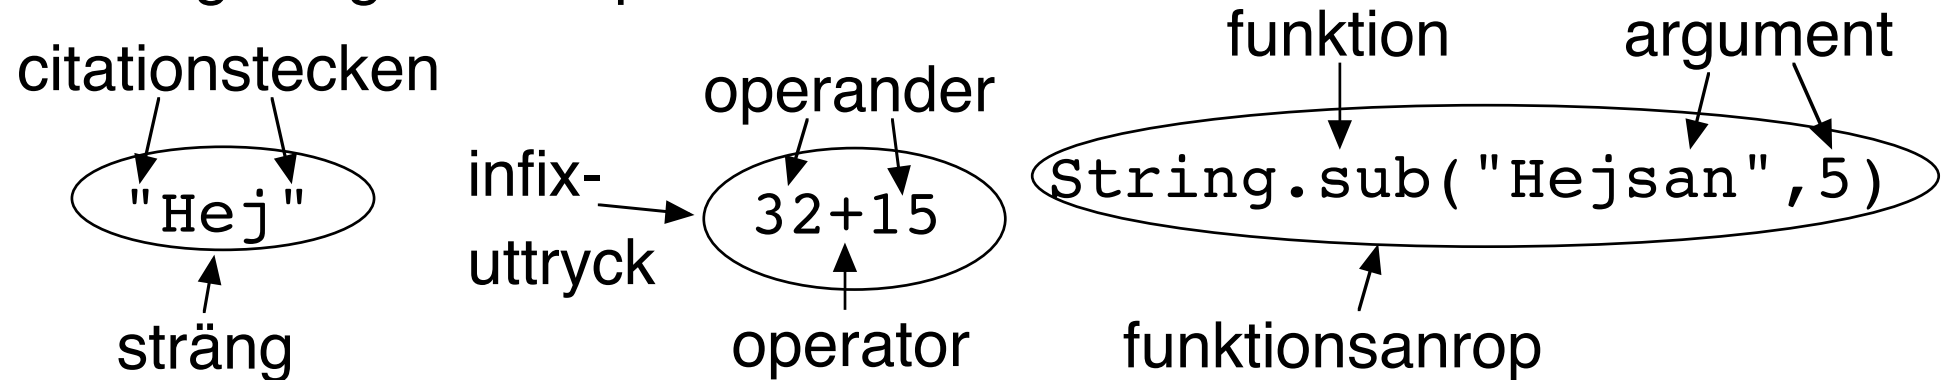 citationstecken
"Hej"
sträng
operander
infix-
uttryck
32+15
operator
funktion
argument
String.sub("Hejsan",5)
funktionsanrop